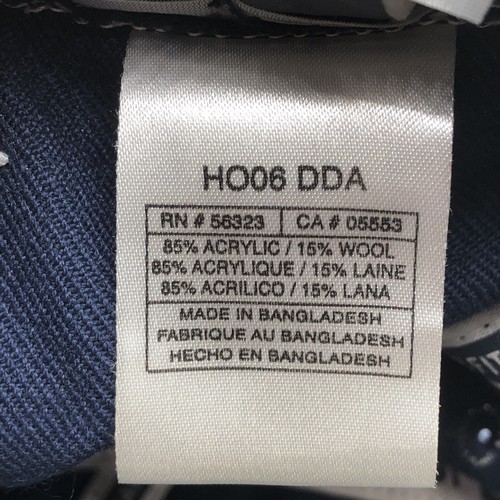 HO06 DDA
RN # 56323 CA # 05553
85% ACRYLIC / 15% WOOL
85% ACRYLIQUE / 15% LAINE
85% ACRILICO / 15% LANA
MADE IN BANGLADESH
FABRIQUE AU BANGLADESH
HECHO EN BANGLADESH